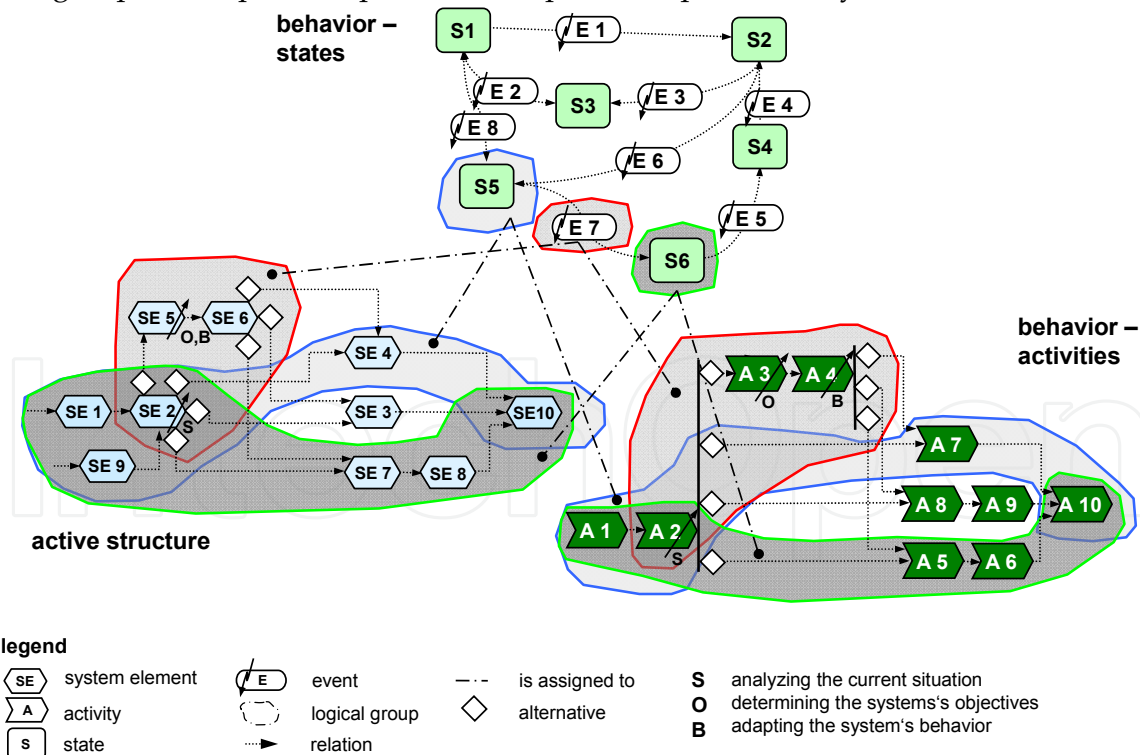 behavior –
states
S1
E 1
S2
E 2
S3
E 3
E 4
E 8
S4
E 6
S5
E 5
E 7
S6
behavior –
activities
SE 5
SE 6
O,B
SE 4
SE 1
SE 2
S
SE 3
SE10
SE 9
SE 7
SE 8
active structure
A 3
O
A 4
B
A 7
A 8
A 9
A 10
A 1
A 2
S
A 5
A 6
legend
SE system element
A activity
S state
E event
logical group
relation
is assigned to
alternative
S analyzing the current situation
O determining the systems‘s objectives
B adapting the system‘s behavior